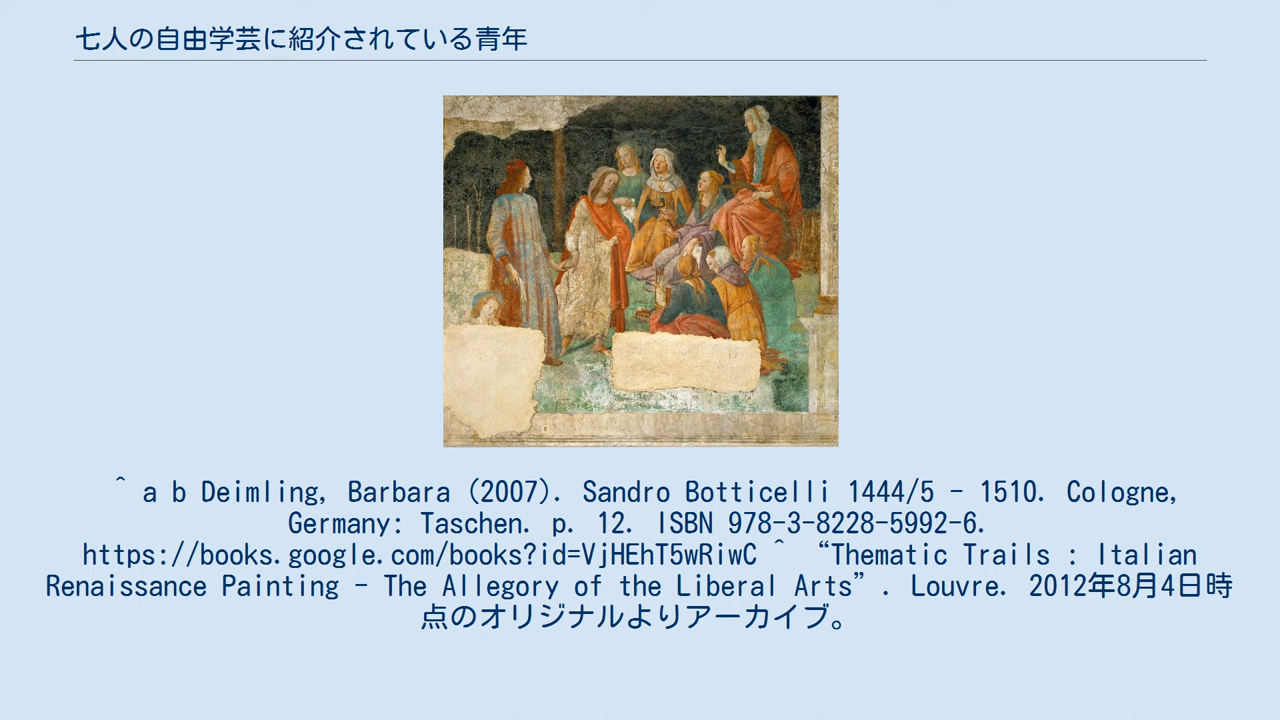 七人の自由学芸に紹介されている青年
^ a b Deimling, Barbara (2007). Sandro Botticelli 1444/5 – 1510. Cologne,
Germany: Taschen. p. 12. ISBN 978-3-8228-5992-6.
https://books.google.com/books?id=VjHEhT5wRiwC ^ “Thematic Trails : Italian
Renaissance Painting – The Allegory of the Liberal Arts”. Louvre. 2012年8月4日時
点のオリジナルよりアーカイブ。